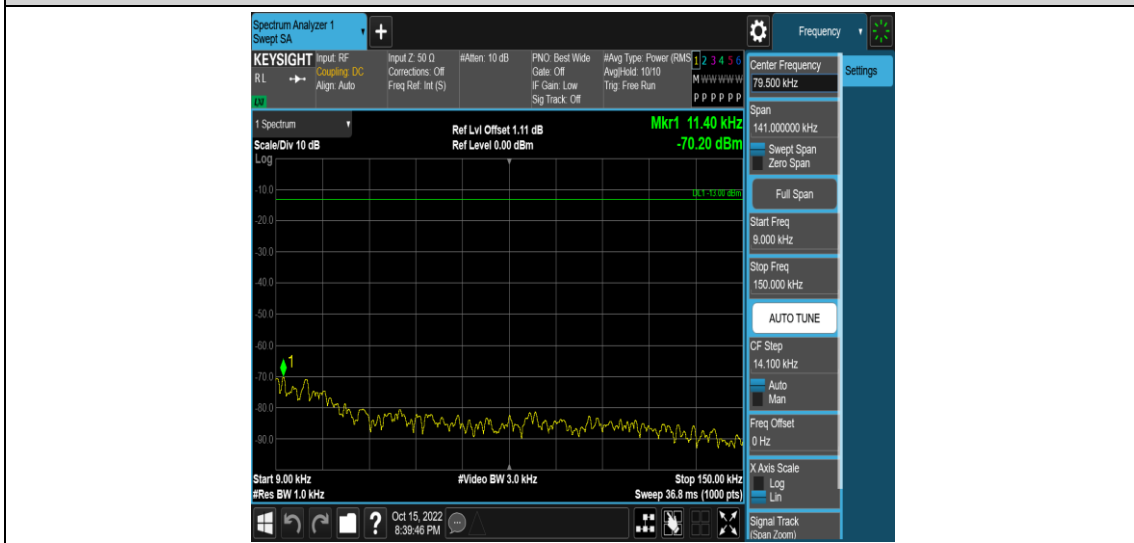 Spectrum Analyzer 1
Swept SA
+
Frequency
KEYSIGHT
RL
LXI
Input: RF
Coupling: DC
Align: Auto
Input Z: 50 Ω
Corrections: Off
Freq Ref: Int (S)
#Atten: 10 dB
PNO: Best Wide
Gate: Off
IF Gain: Low
Sig Track: Off
#Avg Type: Power (RMS
Avg|Hold: 10/10
Trig: Free Run
1 2 3 4 5 6
M W W W W W
P P P P P P
1 Spectrum
Scale/Div 10 dB
Log
Ref Lvl Offset 1.11 dB
Ref Level 0.00 dBm
Mkr1 11.40 kHz
-70.20 dBm
DL1 -13.00 dBm
-10.0
-20.0
-30.0
-40.0
-50.0
-60.0
-70.0
-80.0
-90.0
1
Start 9.00 kHz
#Res BW 1.0 kHz
#Video BW 3.0 kHz
Stop 150.00 kHz
Sweep 36.8 ms (1000 pts)
Center Frequency
79.500 kHz
Settings
Span
141.000000 kHz
Swept Span
Zero Span
Full Span
Start Freq
9.000 kHz
Stop Freq
150.000 kHz
AUTO TUNE
CF Step
14.100 kHz
Auto
Man
Freq Offset
0 Hz
X Axis Scale
Log
Lin
Signal Track
(Span Zoom)
?
Oct 15, 2022
8:39:46 PM